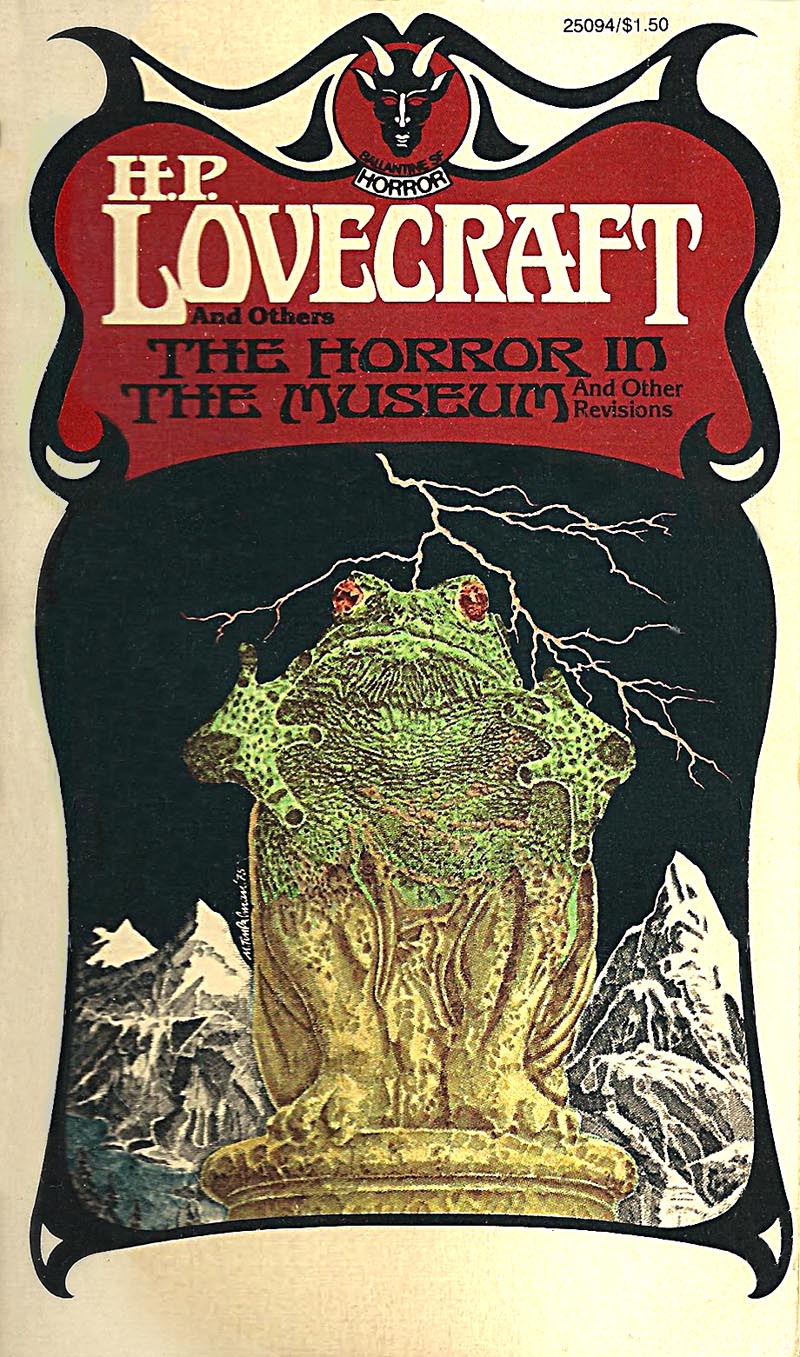 25094/$1.50
BALLANTINE SF
HORROR
H.P.
LOVECRAFT
And Others
THE HORROR IN
THE MUSEUM
And Other
Revisions